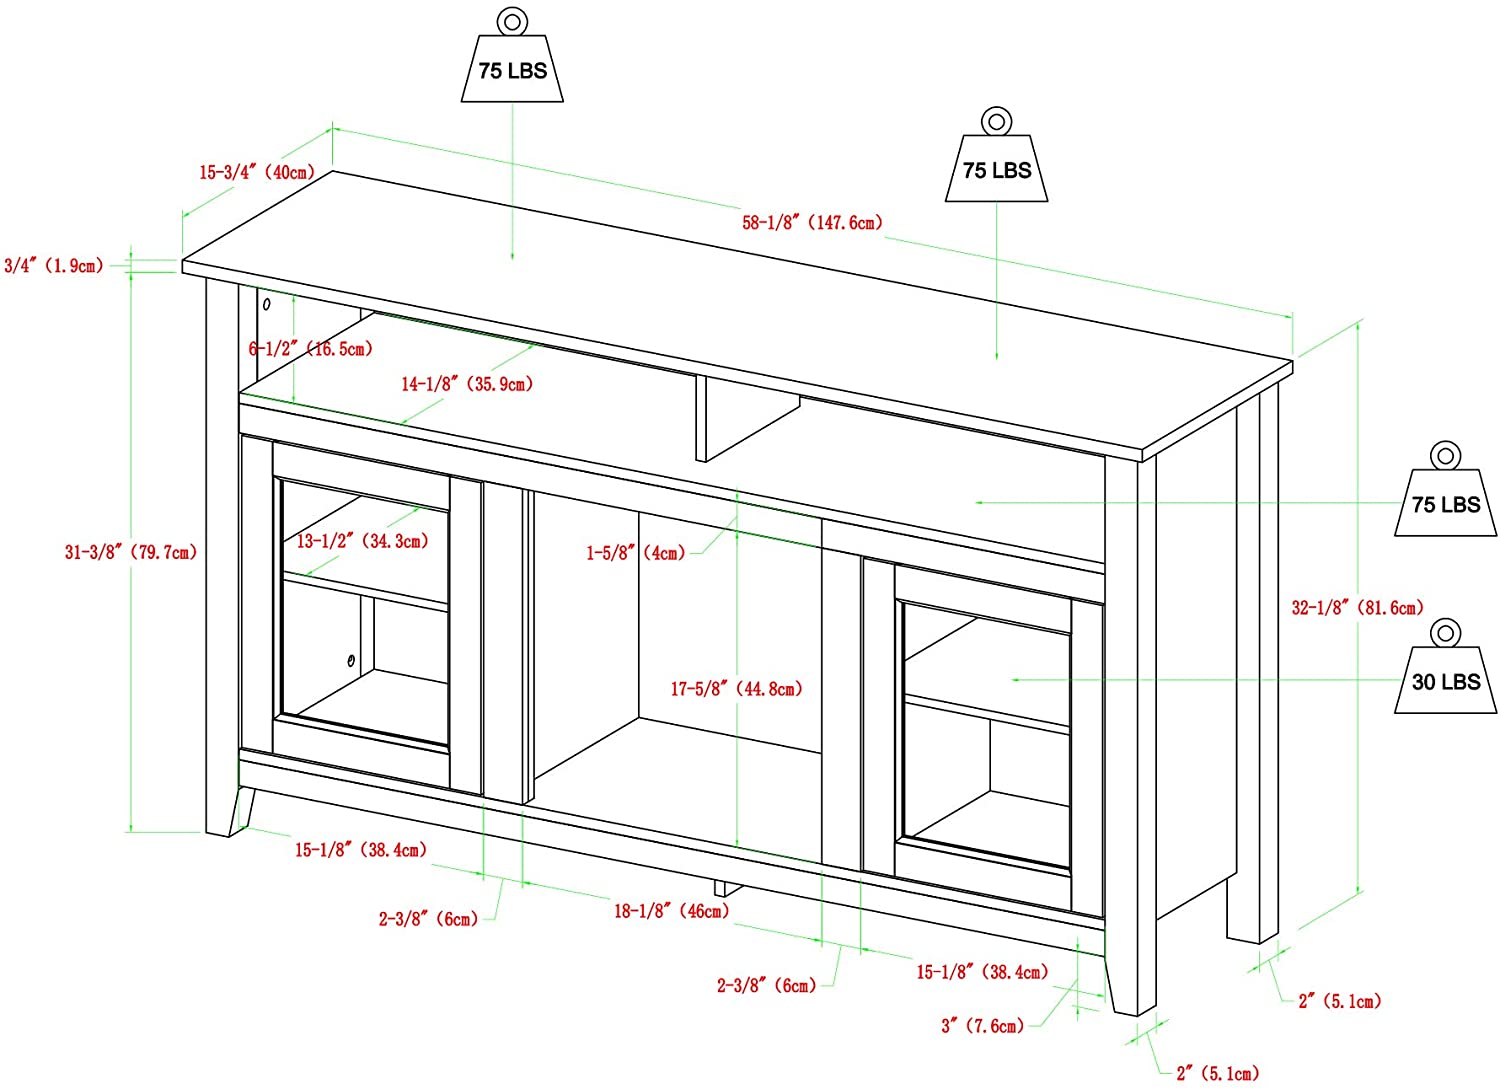 75 LBS
75 LBS
15-3/4" (40cm)
58-1/8" (147.6cm)
3/4" (1.9cm)
6-1/2" (16.5cm)
14-1/8" (35.9cm)
75 LBS
13-1/2" (34.3cm)
31-3/8" (79.7cm)
1-5/8" (4cm)
32-1/8" (81.6cm)
30 LBS
17-5/8" (44.8cm)
15-1/8" (38.4cm)
2-3/8" (6cm)
18-1/8" (46cm)
15-1/8" (38.4cm)
2-3/8" (6cm)
2" (5.1cm)
3" (7.6cm)
2" (5.1cm)